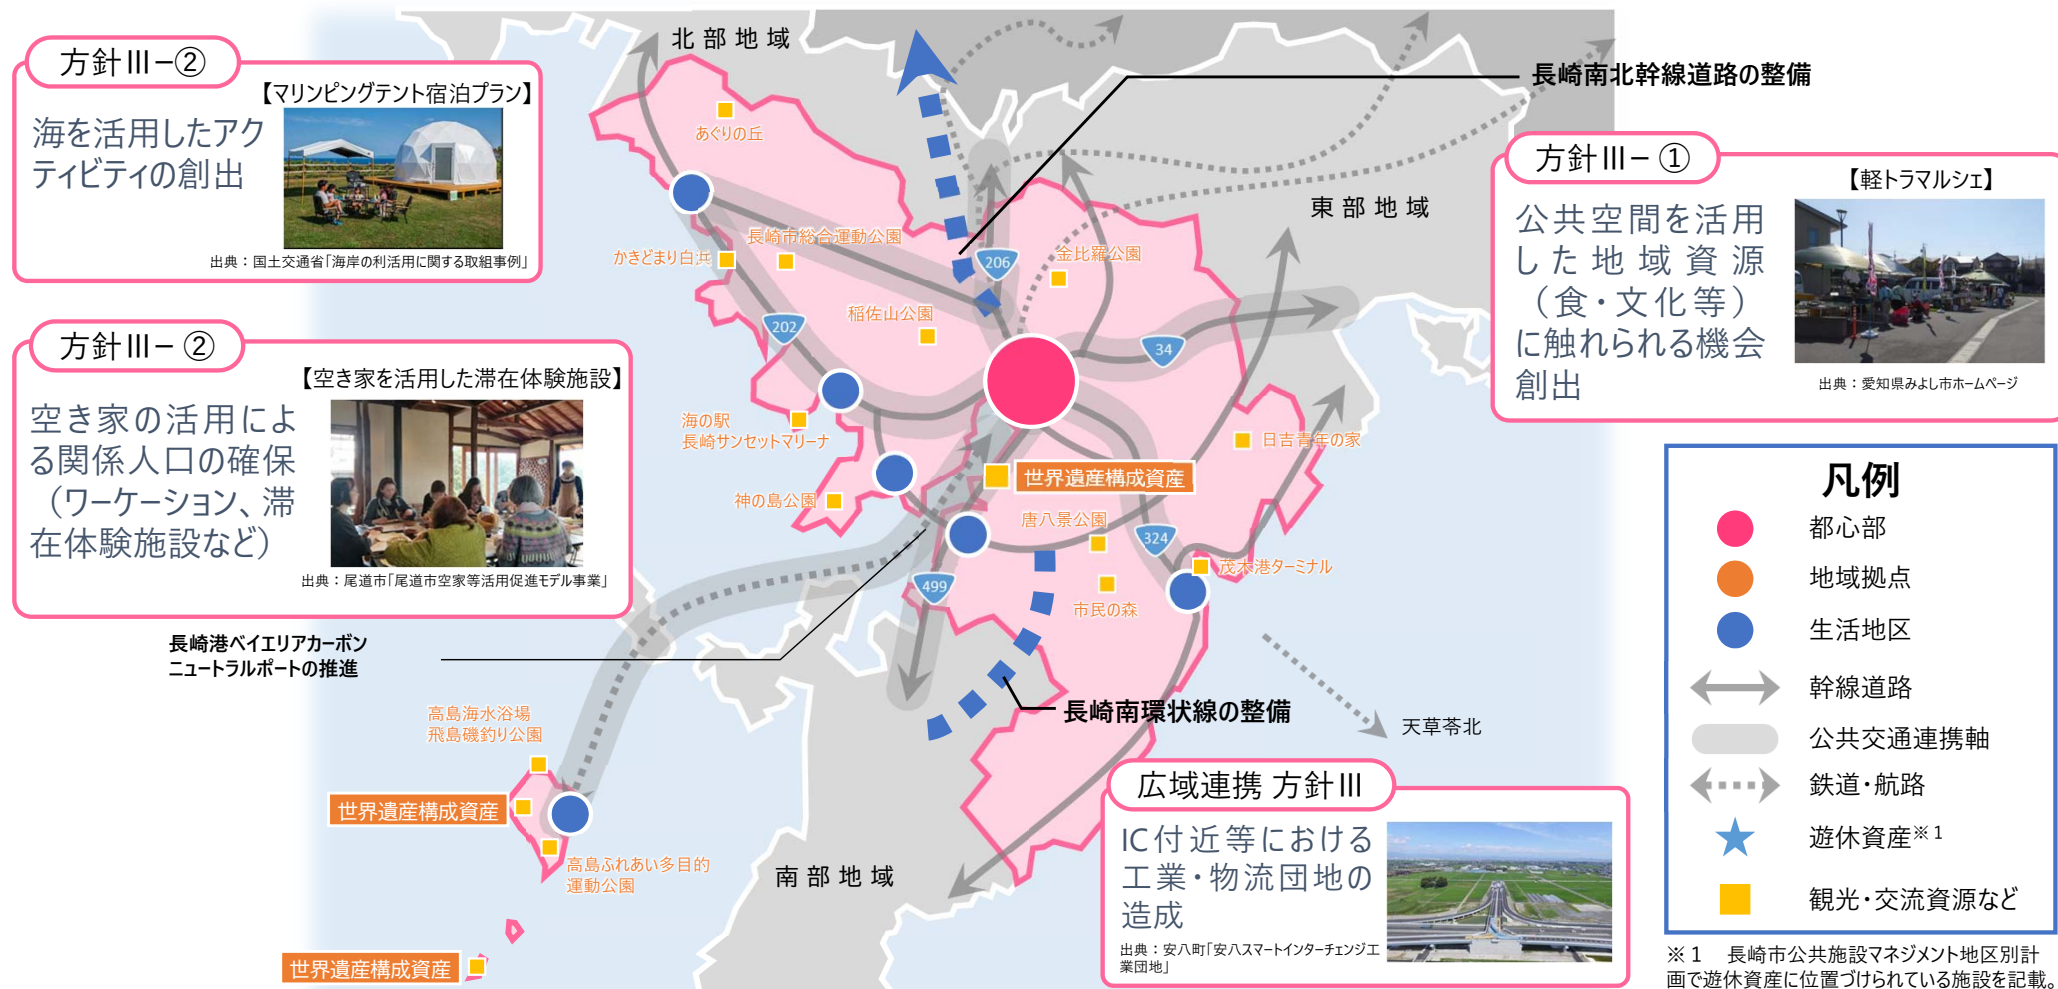 方針Ⅲ-②
【マリンピングテント宿泊プラン】
海を活用したアク
ティビティの創出
出典：国土交通省「海岸の利活用に関する取組事例」
方針Ⅲ-②
【空き家を活用した滞在体験施設】
空き家の活用によ
る関係人口の確保
（ワーケーション、滞
在体験施設など）
出典：尾道市「尾道市空家等活用促進モデル事業」
長崎港ベイエリアカーボン
ニュートラルポートの推進
北部地域
長崎南北幹線道路の整備
東部地域
あぐりの丘
長崎市総合運動公園
かきどまり白浜
206
金比羅公園
稲佐山公園
202
34
海の駅
長崎サンセットマリーナ
日吉青年の家
世界遺産構成資産
神の島公園
唐八景公園
324
茂木港ターミナル
499
市民の森
長崎南環状線の整備
天草苓北
高島海水浴場
飛島磯釣り公園
世界遺産構成資産
高島ふれあい多目的
運動公園
南部地域
世界遺産構成資産
方針Ⅲ-①
【軽トラマルシェ】
公共空間を活用
した地域資源
（食・文化等）
に触れられる機会
創出
出典：愛知県みよし市ホームページ
広域連携 方針Ⅲ
IC付近等における
工業・物流団地の
造成
出典：安八町「安八スマートインターチェンジ工
業団地」
凡例
都心部
地域拠点
生活地区
幹線道路
公共交通連携軸
鉄道・航路
遊休資産※1
観光・交流資源など
※1　長崎市公共施設マネジメント地区別計
画で遊休資産に位置づけられている施設を記載。